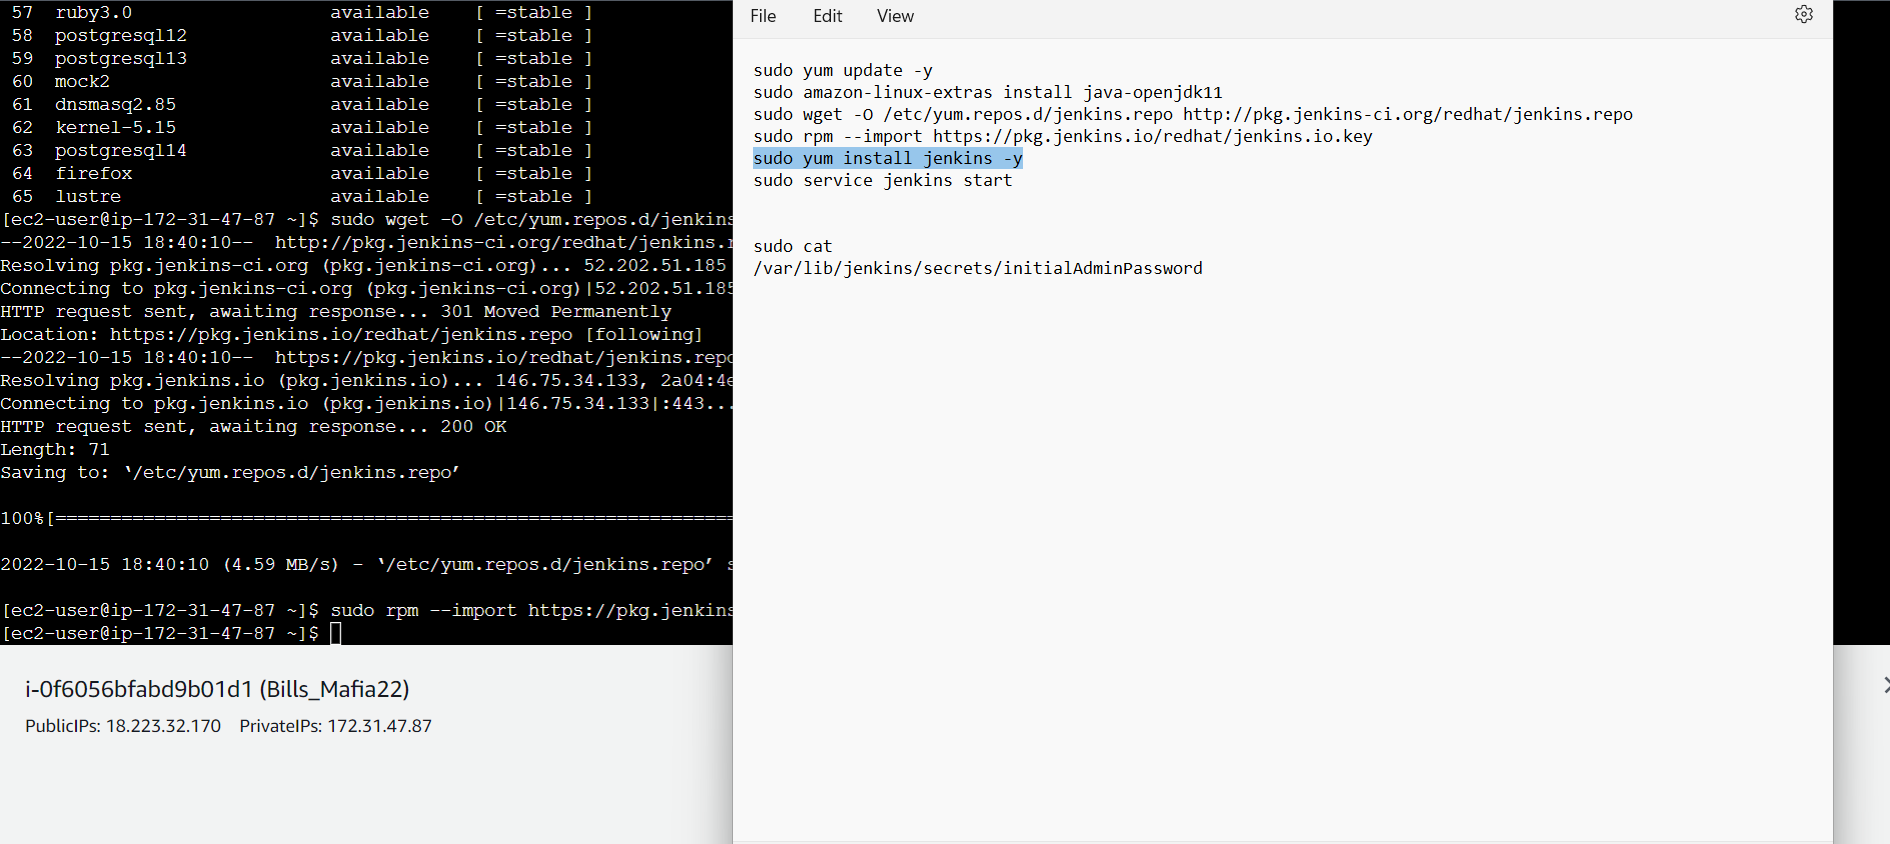 57  ruby3.0                  available    [ =stable ]
58  postgresql12             available    [ =stable ]
59  postgresql13             available    [ =stable ]
60  mock2                    available    [ =stable ]
61  dnsmasq2.85              available    [ =stable ]
62  kernel-5.15              available    [ =stable ]
63  postgresql14             available    [ =stable ]
64  firefox                  available    [ =stable ]
65  lustre                   available    [ =stable ]
[ec2-user@ip-172-31-47-87 ~]$ sudo wget -O /etc/yum.repos.d/jenkins
--2022-10-15 18:40:10--  http://pkg.jenkins-ci.org/redhat/jenkins.r
Resolving pkg.jenkins-ci.org (pkg.jenkins-ci.org)... 52.202.51.185
Connecting to pkg.jenkins-ci.org (pkg.jenkins-ci.org)|52.202.51.185
HTTP request sent, awaiting response... 301 Moved Permanently
Location: https://pkg.jenkins.io/redhat/jenkins.repo [following]
--2022-10-15 18:40:10--  https://pkg.jenkins.io/redhat/jenkins.repo
Resolving pkg.jenkins.io (pkg.jenkins.io)... 146.75.34.133, 2a04:4e
Connecting to pkg.jenkins.io (pkg.jenkins.io)|146.75.34.133|:443...
HTTP request sent, awaiting response... 200 OK
Length: 71
Saving to: ‘/etc/yum.repos.d/jenkins.repo’
100%[==============================================================
2022-10-15 18:40:10 (4.59 MB/s) - ‘/etc/yum.repos.d/jenkins.repo’ s
[ec2-user@ip-172-31-47-87 ~]$ sudo rpm --import https://pkg.jenkins
[ec2-user@ip-172-31-47-87 ~]$
i-0f6056bfabd9b01d1 (Bills_Mafia22)
PublicIPs: 18.223.32.170    PrivateIPs: 172.31.47.87
File    Edit    View
sudo yum update -y
sudo amazon-linux-extras install java-openjdk11
sudo wget -O /etc/yum.repos.d/jenkins.repo http://pkg.jenkins-ci.org/redhat/jenkins.repo
sudo rpm --import https://pkg.jenkins.io/redhat/jenkins.io.key
sudo yum install jenkins -y
sudo service jenkins start
sudo cat
/var/lib/jenkins/secrets/initialAdminPassword